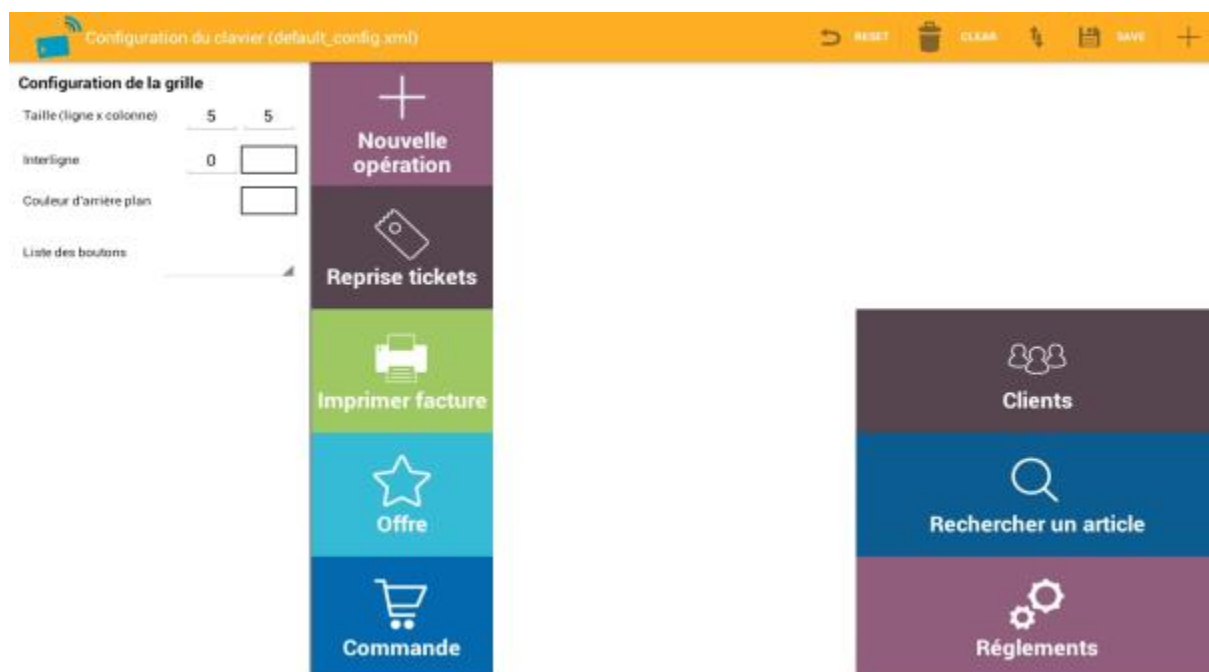 Configuration du clavier (default_config.xml)
RESET
CLEAR
SAVE
Configuration de la grille
Taille (ligne x colonne) 5 5
Interligne 0
Couleur d'arrière plan
Liste des boutons
Nouvelle
opération
Reprise tickets
Imprimer facture
Offre
Commande
Clients
Rechercher un article
Réglements